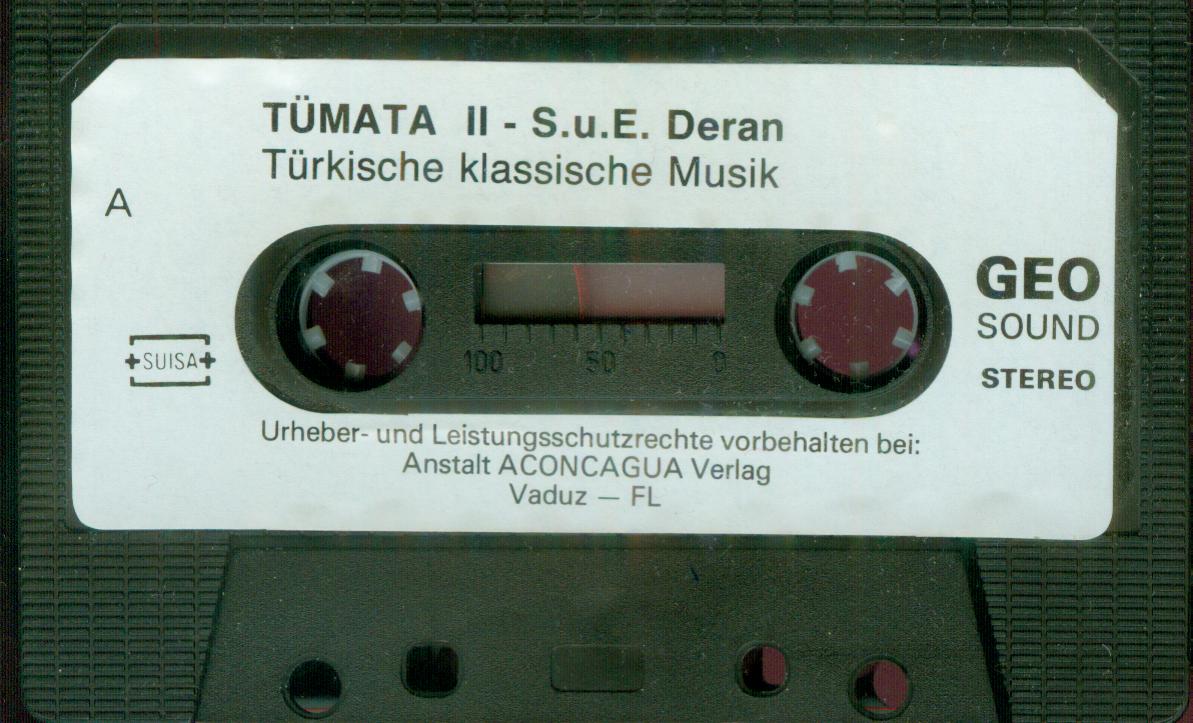 TÜMATA II - S.u.E. Deran
Türkische klassische Musik
A
GEO
SOUND
STEREO
+SUISA+
100 50 0
Urheber- und Leistungsschutzrechte vorbehalten bei:
Anstalt ACONCAGUA Verlag
Vaduz — FL